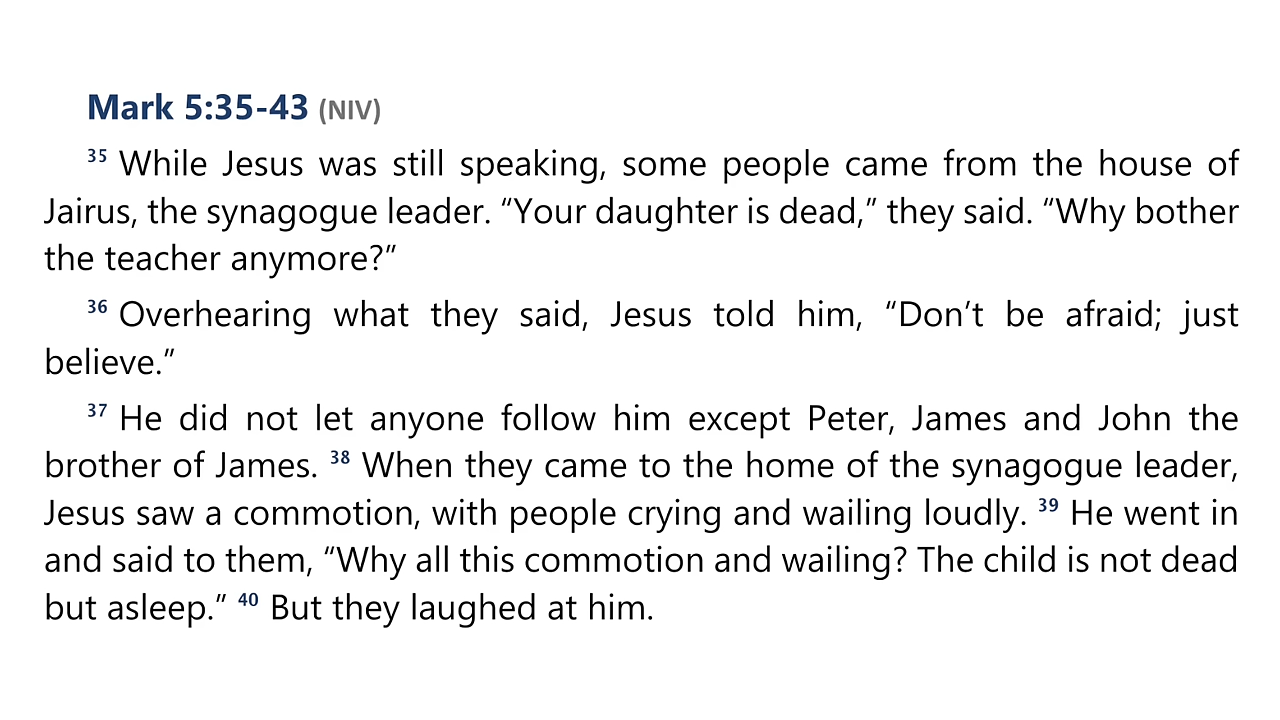 Mark 5:35-43 (NIV)
35 While Jesus was still speaking, some people came from the house of
Jairus, the synagogue leader. “Your daughter is dead,” they said. “Why bother
the teacher anymore?”
36 Overhearing what they said, Jesus told him, “Don’t be afraid; just
believe.”
37 He did not let anyone follow him except Peter, James and John the
brother of James. 38 When they came to the home of the synagogue leader,
Jesus saw a commotion, with people crying and wailing loudly. 39 He went in
and said to them, “Why all this commotion and wailing? The child is not dead
but asleep.” 40 But they laughed at him.